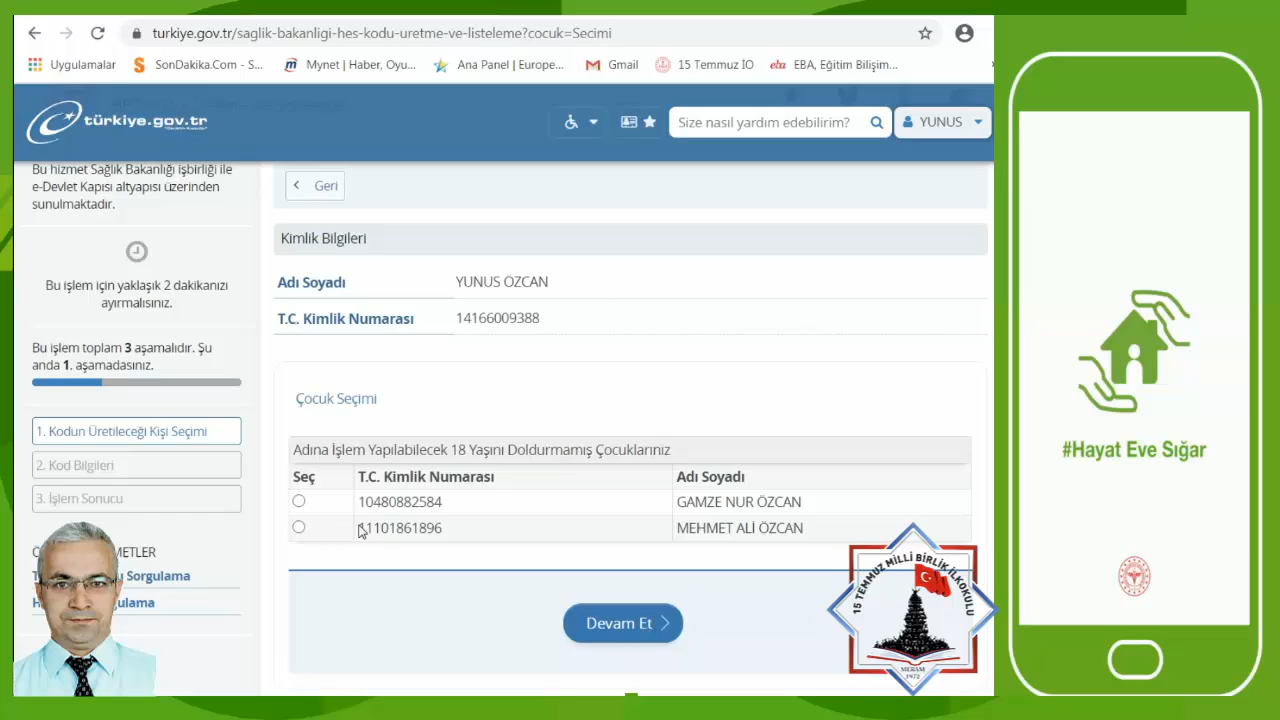 turkiye.gov.tr/saglik-bakanligi-hes-kodu-uretme-ve-listeleme?cocuk=Secimi
Uygulamalar
SonDakika.Com - S...
Mynet | Haber, Oyu...
Ana Panel | Europe...
Gmail
15 Temmuz IO
eba EBA, Eğitim Bilişim...
türkiye.gov.tr
Size nasıl yardım edebilirim?
YUNUS
Bu hizmet Sağlık Bakanlığı işbirliği ile
e-Devlet Kapısı altyapısı üzerinden
sunulmaktadır.
Bu işlem için yaklaşık 2 dakikanızı
ayırmalısınız.
Bu işlem toplam 3 aşamalıdır. Şu
anda 1. aşamadasınız.
1. Kodun Üretileceği Kişi Seçimi
2. Kod Bilgileri
3. İşlem Sonucu
Sorgulama
Geri
Kimlik Bilgileri
Adı Soyadı YUNUS ÖZCAN
T.C. Kimlik Numarası 14166009388
Çocuk Seçimi
Adına İşlem Yapılabilecek 18 Yaşını Doldurmamış Çocuklarınız
Seç T.C. Kimlik Numarası Adı Soyadı
10480882584 GAMZE NUR ÖZCAN
1101861896 MEHMET ALİ ÖZCAN
Devam Et
15 TEMMUZ MİLLİ BİRLİK İLKOKULU
MERAM
1972
#Hayat Eve Sığar